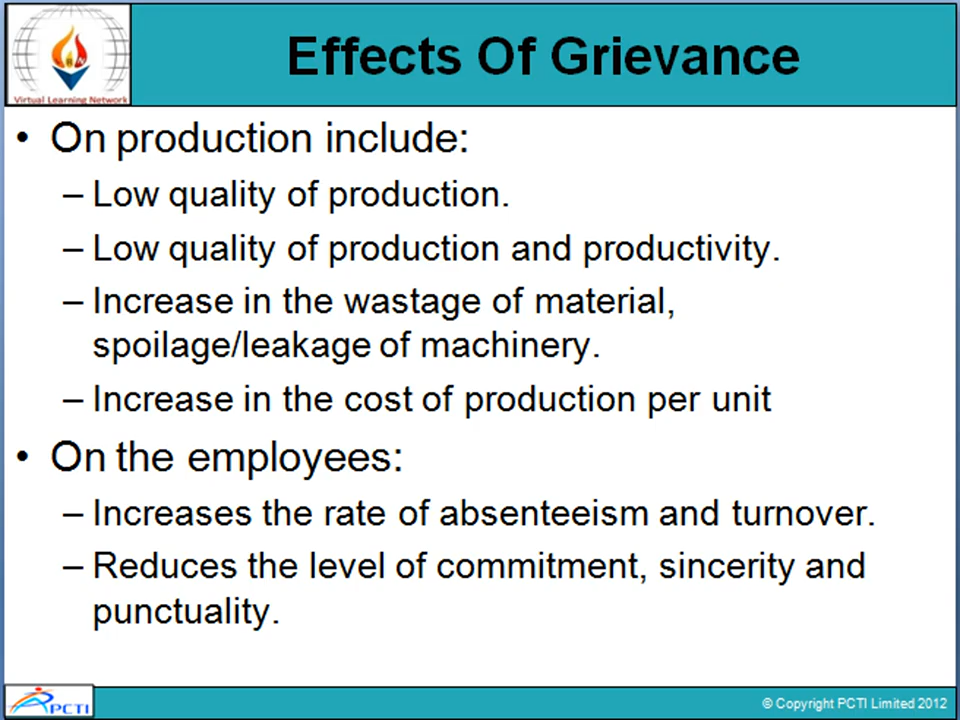 Effects Of Grievance
Virtual Learning Network
• On production include:
– Low quality of production.
– Low quality of production and productivity.
– Increase in the wastage of material,
spoilage/leakage of machinery.
– Increase in the cost of production per unit
• On the employees:
– Increases the rate of absenteeism and turnover.
– Reduces the level of commitment, sincerity and
punctuality.
PCTI
© Copyright PCTI Limited 2012